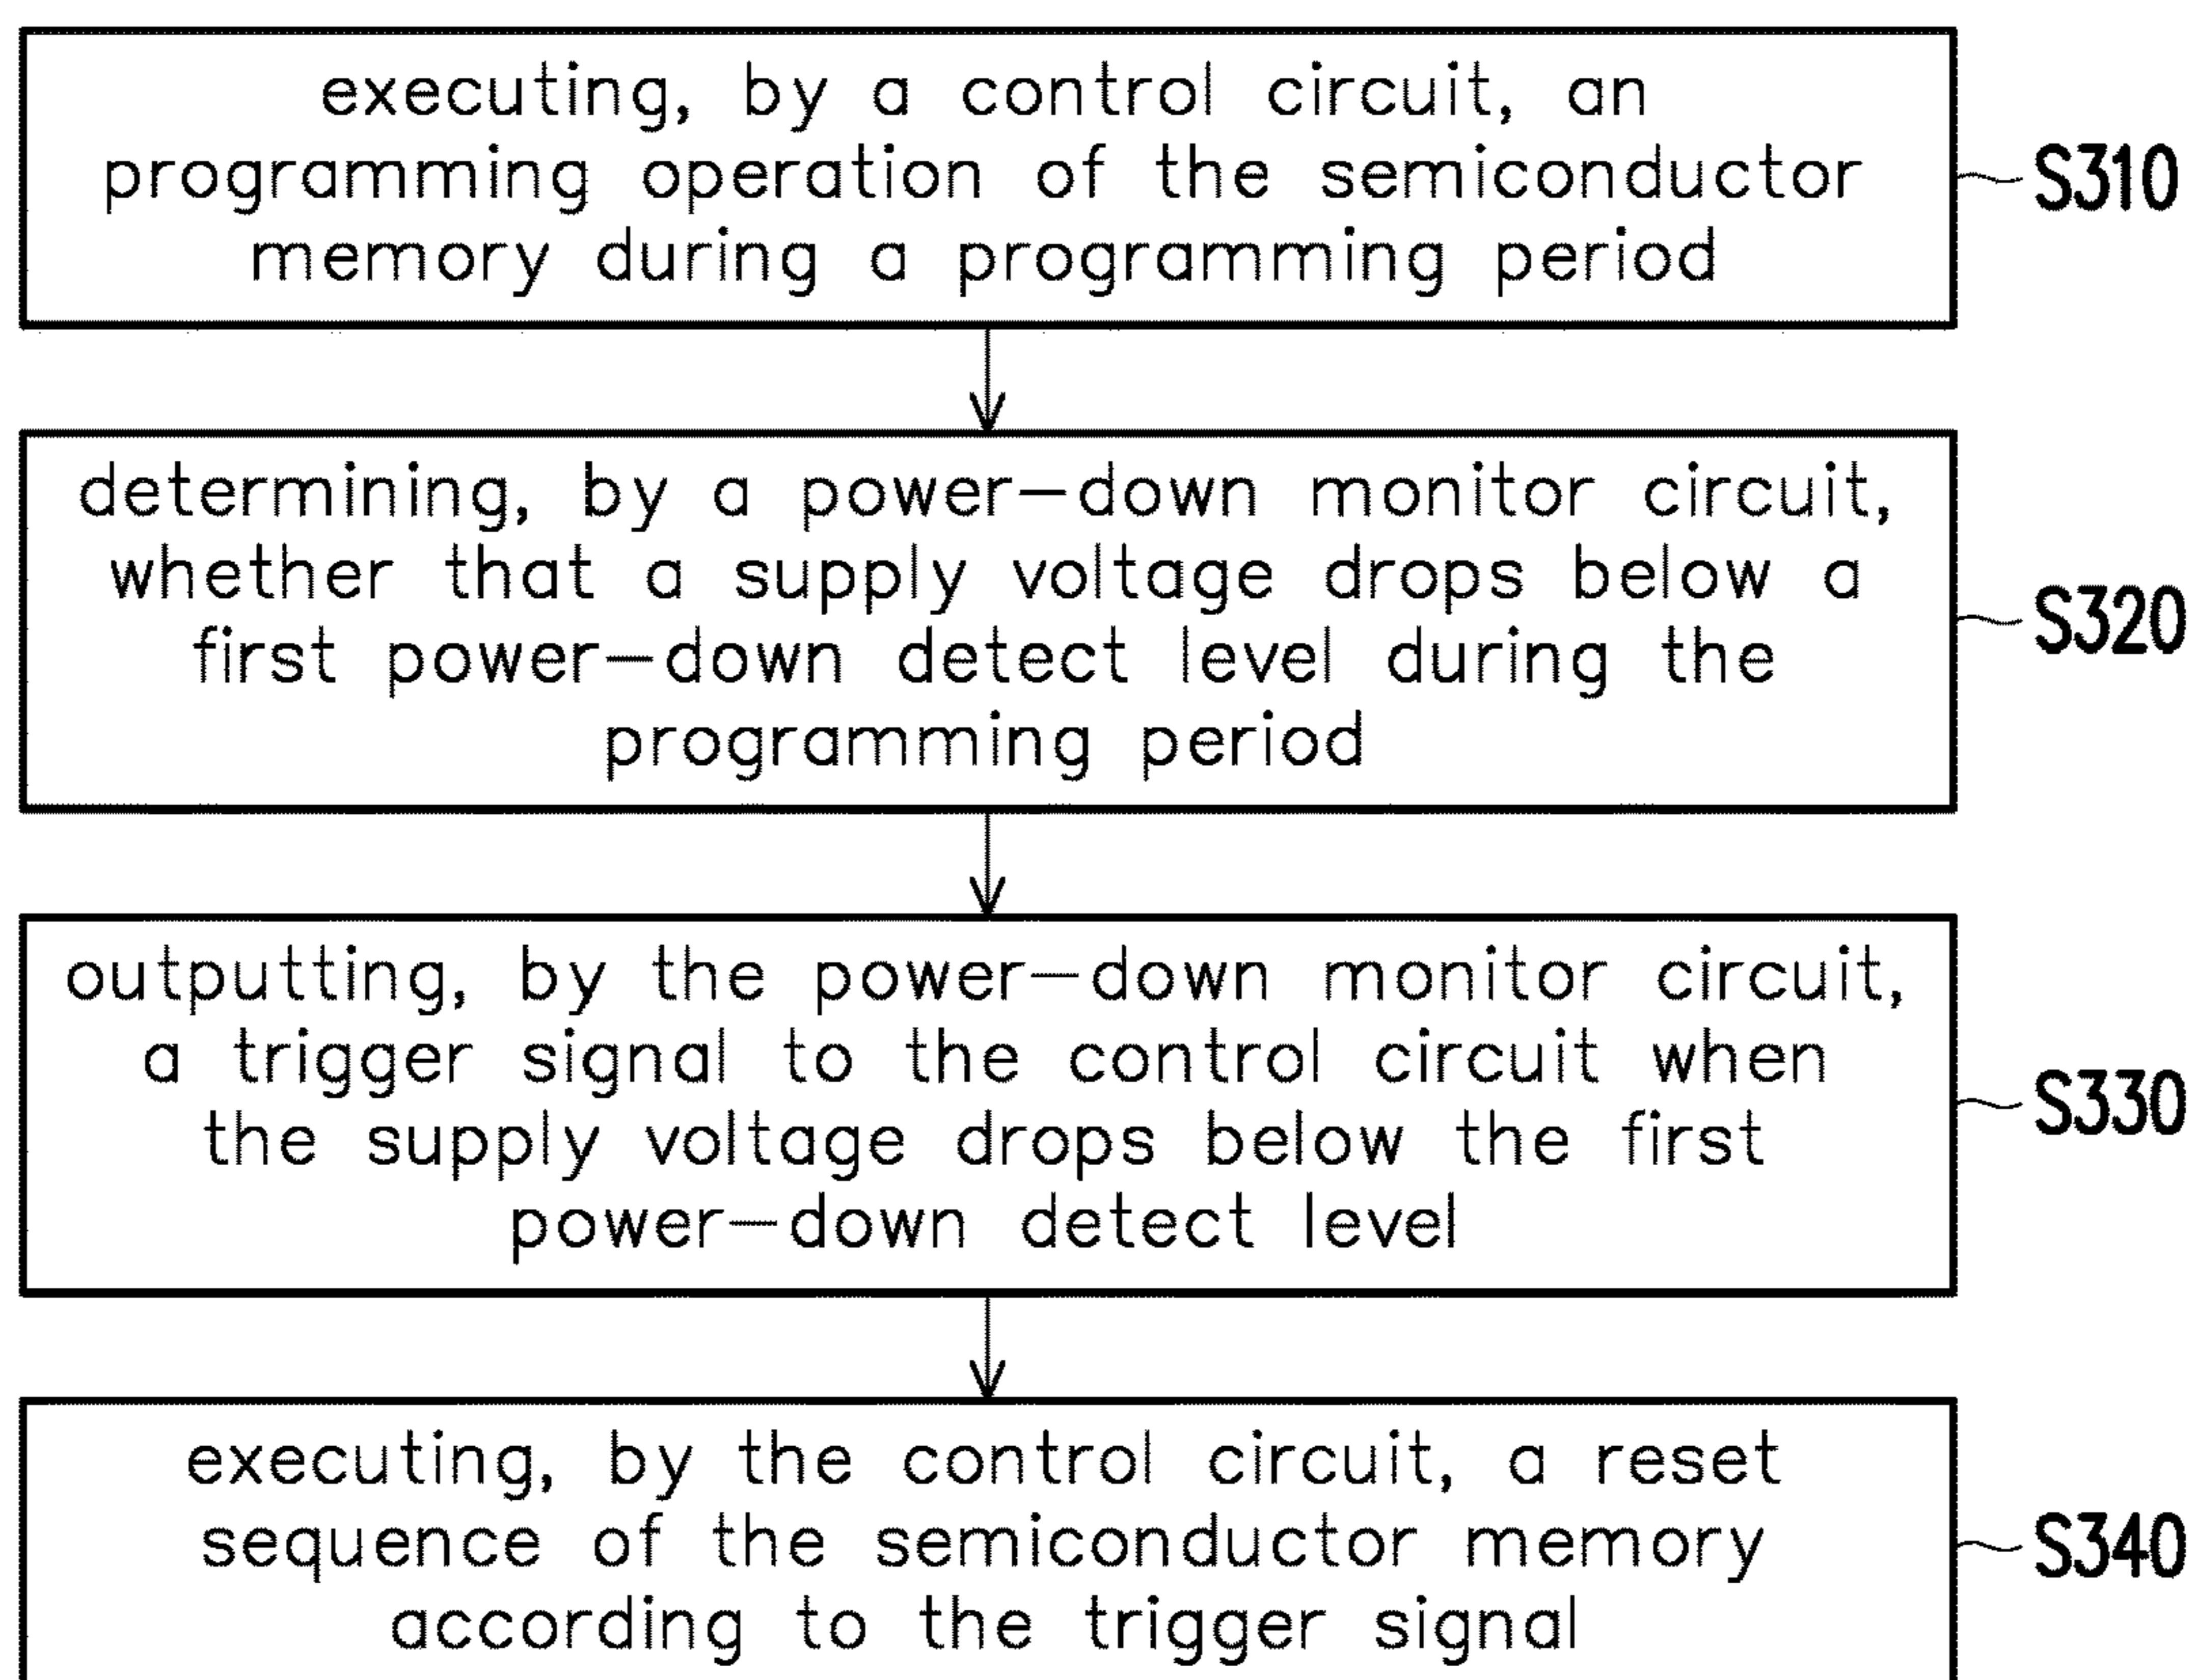 executing, by a control circuit, an
programming operation of the semiconductor
memory during a programming period
S310
determining, by a power-down monitor circuit,
whether that a supply voltage drops below a
first power-down detect level during the
programming period
S320
outputting, by the power-down monitor circuit,
a trigger signal to the control circuit when
the supply voltage drops below the first
power-down detect level
S330
executing, by the control circuit, a reset
sequence of the semiconductor memory
according to the trigger signal
S340